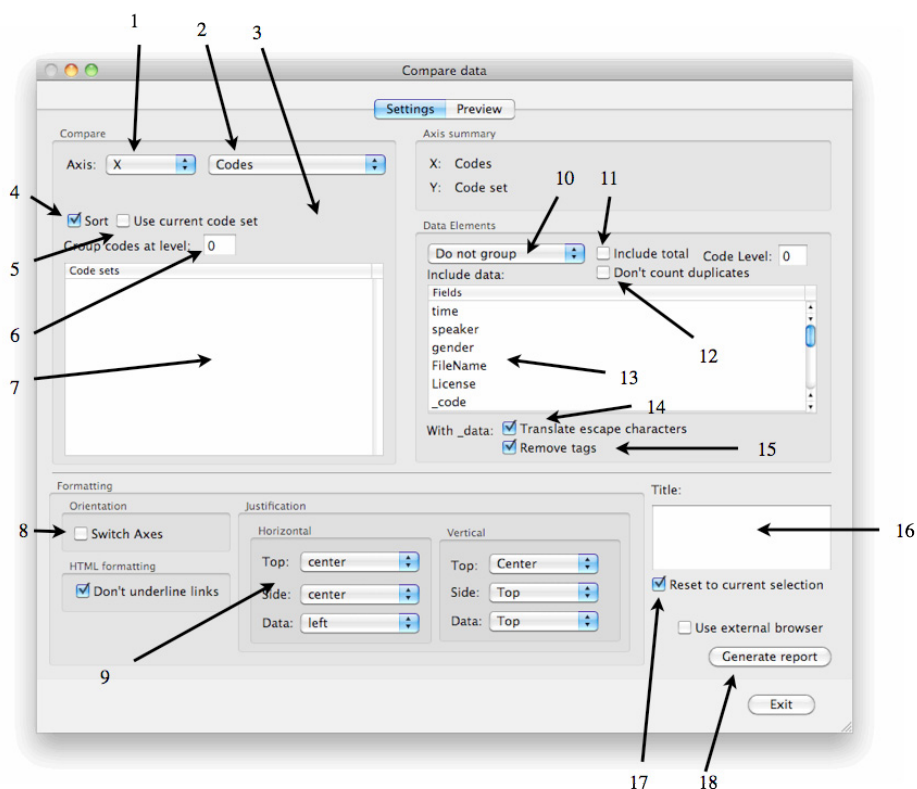 1
2
3
Compare data
Settings Preview
Compare
Axis: X Codes
4
Sort Use current code set
5
Group codes at level: 0
6
Code sets
7
Axis summary
X: Codes
Y: Code set
10
11
Data Elements
Do not group Include total Code Level: 0
Include data: Don't count duplicates
Fields
time
speaker
gender
FileName
License
_code
12
13
14
With _data: Translate escape characters
Remove tags 15
Formatting
Orientation
8 Switch Axes
HTML formatting
Don't underline links
Justification
Horizontal
Top: center
Side: center
Data: left
9
Vertical
Top: Center
Side: Top
Data: Top
Title:
16
Reset to current selection
Use external browser
Generate report
Exit
17
18